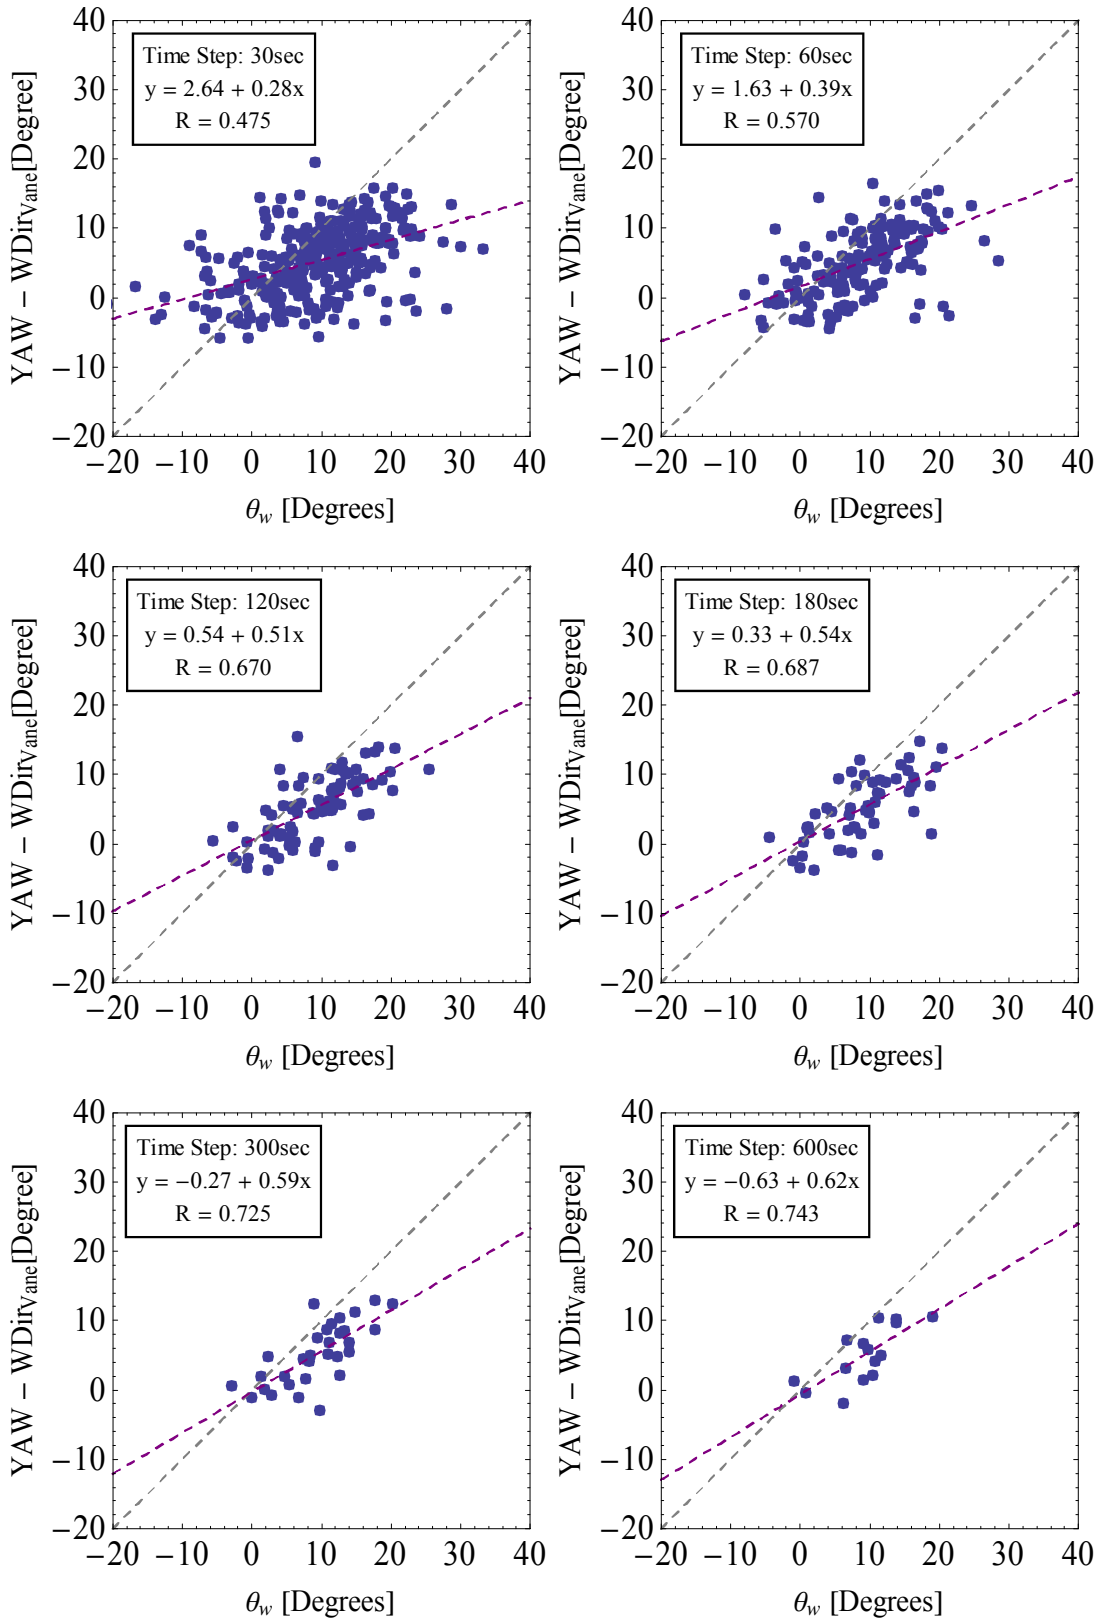 40
30
20
10
0
−10
−20
YAW − WDirVane[Degree]
Time Step: 30sec
y = 2.64 + 0.28x
R = 0.475
−20 −10 0 10 20 30 40
θw [Degrees]
40
30
20
10
0
−10
−20
YAW − WDirVane[Degree]
Time Step: 60sec
y = 1.63 + 0.39x
R = 0.570
−20 −10 0 10 20 30 40
θw [Degrees]
40
30
20
10
0
−10
−20
YAW − WDirVane[Degree]
Time Step: 120sec
y = 0.54 + 0.51x
R = 0.670
−20 −10 0 10 20 30 40
θw [Degrees]
40
30
20
10
0
−10
−20
YAW − WDirVane[Degree]
Time Step: 180sec
y = 0.33 + 0.54x
R = 0.687
−20 −10 0 10 20 30 40
θw [Degrees]
40
30
20
10
0
−10
−20
YAW − WDirVane[Degree]
Time Step: 300sec
y = −0.27 + 0.59x
R = 0.725
−20 −10 0 10 20 30 40
θw [Degrees]
40
30
20
10
0
−10
−20
YAW − WDirVane[Degree]
Time Step: 600sec
y = −0.63 + 0.62x
R = 0.743
−20 −10 0 10 20 30 40
θw [Degrees]